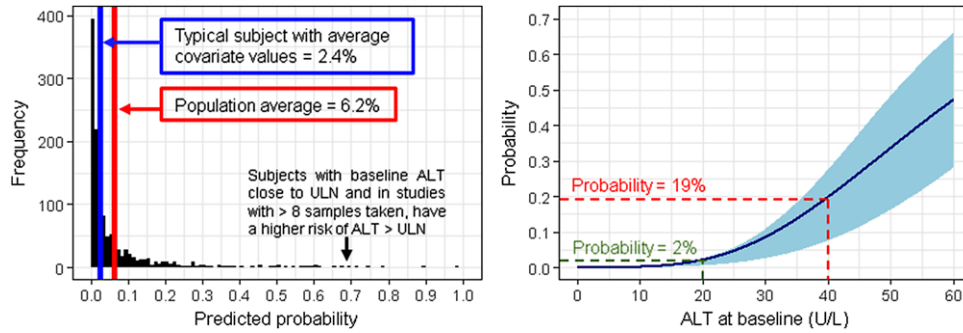 Typical subject with average
covariate values = 2.4%
Population average = 6.2%
Subjects with baseline ALT
close to ULN and in studies
with > 8 samples taken, have
a higher risk of ALT > ULN
Frequency
400
300
200
100
0
0.0 0.1 0.2 0.3 0.4 0.5 0.6 0.7 0.8 0.9 1.0
Predicted probability
Probability
0.7
0.6
0.5
0.4
0.3
0.2
0.1
0.0
Probability = 19%
Probability = 2%
0 10 20 30 40 50 60
ALT at baseline (U/L)